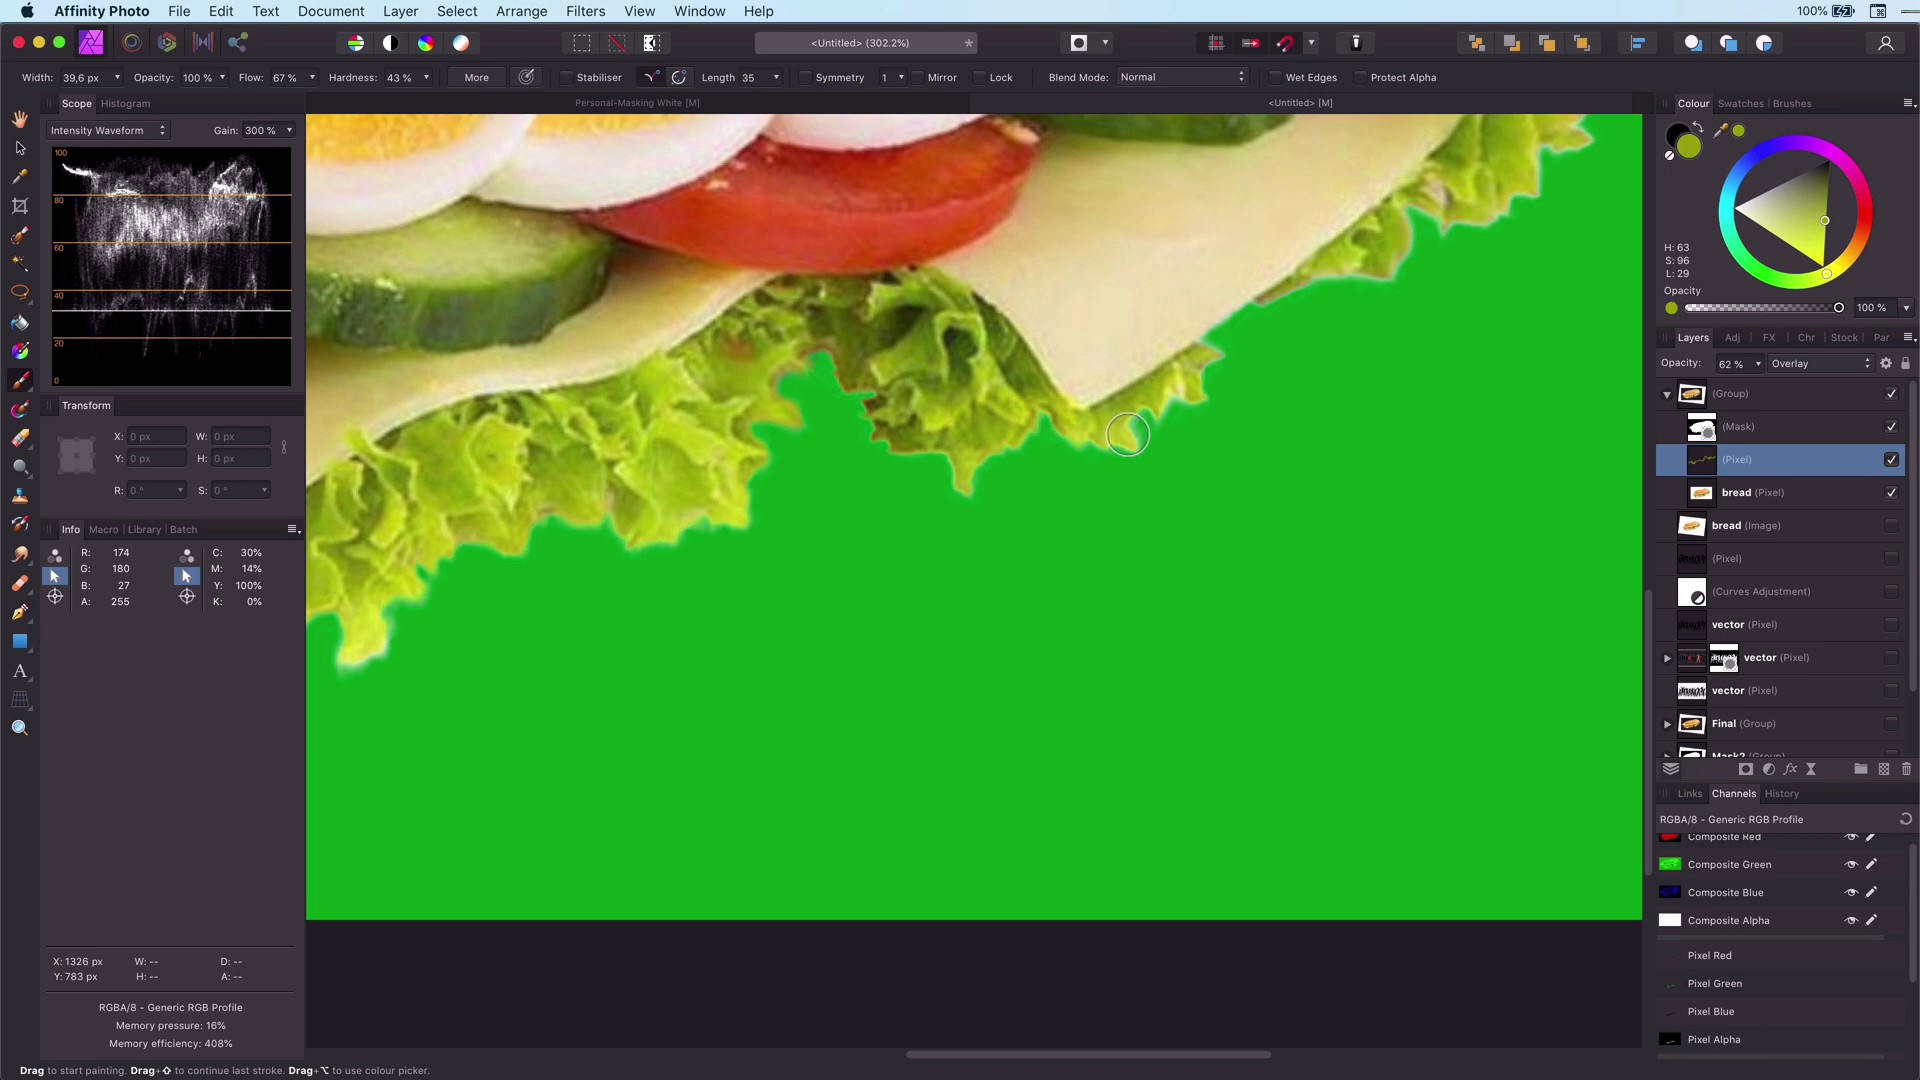 Affinity Photo File Edit Text Document Layer Select Arrange Filters View Window Help 100%
<Untitled> (302.2%) *
Width: 39,6 px Opacity: 100 % Flow: 67 % Hardness: 43 % More Stabiliser Length 35 Symmetry 1 Mirror Lock Blend Mode: Normal Wet Edges Protect Alpha
Scope Histogram
Personal-Masking White [M] <Untitled> [M]
Intensity Waveform Gain: 300 %
100
80
60
40
20
0
Transform
X: 0 px W: 0 px
Y: 0 px H: 0 px
R: 0 ° S: 0 °
Info Macro Library Batch
R: 174 C: 30%
G: 180 M: 14%
B: 27 Y: 100%
A: 255 K: 0%
X: 1326 px W: -- D: --
Y: 783 px H: -- A: --
RGBA/8 - Generic RGB Profile
Memory pressure: 16%
Memory efficiency: 408%
Drag to start painting. Drag+⇧ to continue last stroke. Drag+⌥ to use colour picker.
Colour Swatches Brushes
H: 63
S: 96
L: 29
Opacity
100 %
Layers Adj FX Chr Stock Par
Opacity: 62 % Overlay
(Group)
(Mask)
(Pixel)
bread (Pixel)
bread (Image)
(Pixel)
(Curves Adjustment)
vector (Pixel)
vector (Pixel)
vector (Pixel)
Final (Group)
Mask2 (Group)
fx
Links Channels History
RGBA/8 - Generic RGB Profile
Composite Red
Composite Green
Composite Blue
Composite Alpha
Pixel Red
Pixel Green
Pixel Blue
Pixel Alpha